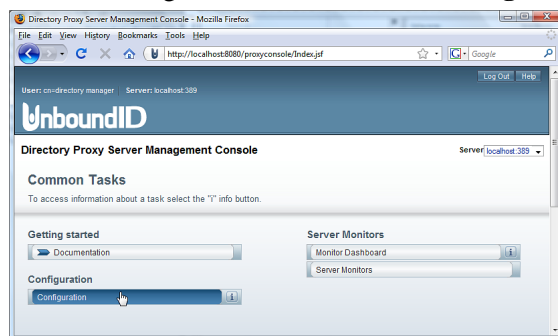 Directory Proxy Server Management Console - Mozilla Firefox
File Edit View History Bookmarks Tools Help
http://localhost:8080/proxyconsole/Index.jsf
Google
Log Out Help
User: cn=directory manager Server: localhost:389
UnboundID
Directory Proxy Server Management Console
Server localhost:389
Common Tasks
To access information about a task select the "i" info button.
Getting started
Documentation
Configuration
Configuration
i
Server Monitors
Monitor Dashboard
i
Server Monitors